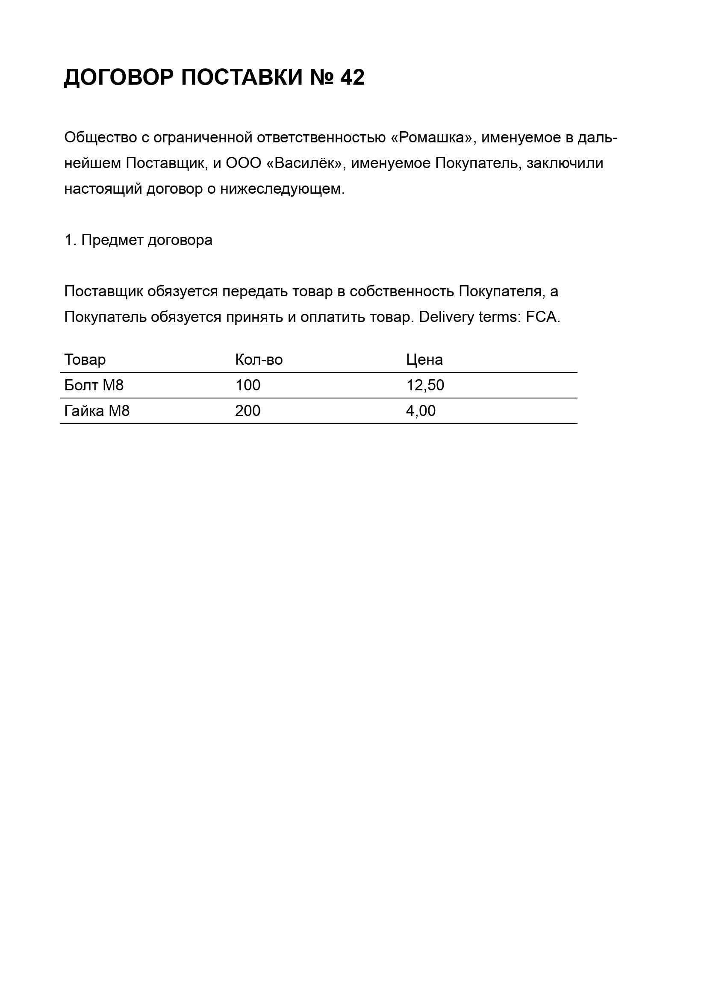 ДОГОВОР ПОСТАВКИ № 42
Общество с ограниченной ответственностью «Ромашка», именуемое в даль-
нейшем Поставщик, и ООО «Василёк», именуемое Покупатель, заключили
настоящий договор о нижеследующем.
1. Предмет договора
Поставщик обязуется передать товар в собственность Покупателя, а
Покупатель обязуется принять и оплатить товар. Delivery terms: FCA.
Товар Кол-во Цена
Болт М8 100 12,50
Гайка М8 200 4,00